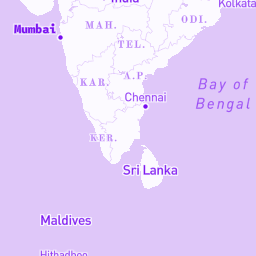 India
Kolkata
MAH.
ODI.
Mumbai
TEL.
KAR.
A.P.
Bay of
Bengal
Chennai
KER.
Sri Lanka
Maldives
Hithadhoo